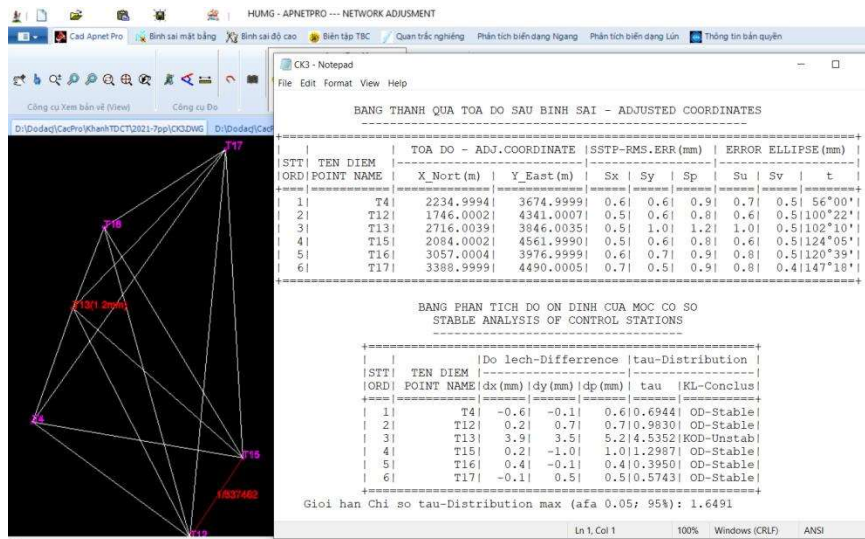 HUMG - APNETPRO --- NETWORK ADJUSMENT
Cad Apnet Pro Bình sai mặt bằng Bình sai độ cao Biên tập TBC Quan trắc nghiêng Phân tích biến dạng Ngang Phân tích biến dạng Lún Thông tin bản quyền
Công cụ Xem bản vẽ (View) Công cụ Đo
D:\Dodac\CacPro\KhanhTDCT\2021-7pp\CK3.DWG
CK3 - Notepad
File Edit Format View Help
BANG THANH QUA TOA DO SAU BINH SAI - ADJUSTED COORDINATES
| | | TOA DO - ADJ.COORDINATE |SSTP-RMS.ERR(mm) | ERROR ELLIPSE(mm) |
|STT| TEN DIEM |
|ORD|POINT NAME | X_Nort(m) | Y_East(m) | Sx | Sy | Sp | Su | Sv | t |
| 1| T4| 2234.9994| 3674.9999| 0.6| 0.6| 0.9| 0.7| 0.5| 56°00'|
| 2| T12| 1746.0002| 4341.0007| 0.5| 0.6| 0.8| 0.6| 0.5|100°22'|
| 3| T13| 2716.0039| 3846.0035| 0.5| 1.0| 1.2| 1.0| 0.5|102°10'|
| 4| T15| 2084.0002| 4561.9990| 0.5| 0.6| 0.8| 0.6| 0.5|124°05'|
| 5| T16| 3057.0004| 3976.9999| 0.6| 0.7| 0.9| 0.8| 0.5|120°39'|
| 6| T17| 3388.9999| 4490.0005| 0.7| 0.5| 0.9| 0.8| 0.4|147°18'|
BANG PHAN TICH DO ON DINH CUA MOC CO SO
STABLE ANALYSIS OF CONTROL STATIONS
| | |Do lech-Differrence |tau-Distribution |
|STT| TEN DIEM |
|ORD| POINT NAME|dx(mm)|dy(mm)|dp(mm)| tau |KL-Conclus|
| 1| T4| -0.6| -0.1| 0.6|0.6944| OD-Stable|
| 2| T12| 0.2| 0.7| 0.7|0.9830| OD-Stable|
| 3| T13| 3.9| 3.5| 5.2|4.5352|KOD-Unstab|
| 4| T15| 0.2| -1.0| 1.0|1.2987| OD-Stable|
| 5| T16| 0.4| -0.1| 0.4|0.3950| OD-Stable|
| 6| T17| -0.1| 0.5| 0.5|0.5743| OD-Stable|
Gioi han Chi so tau-Distribution max (afa 0.05; 95%): 1.6491
Ln 1, Col 1 100% Windows (CRLF) ANSI
T17
T16
T13(1.2mm)
T4
T15
1/837462
T12